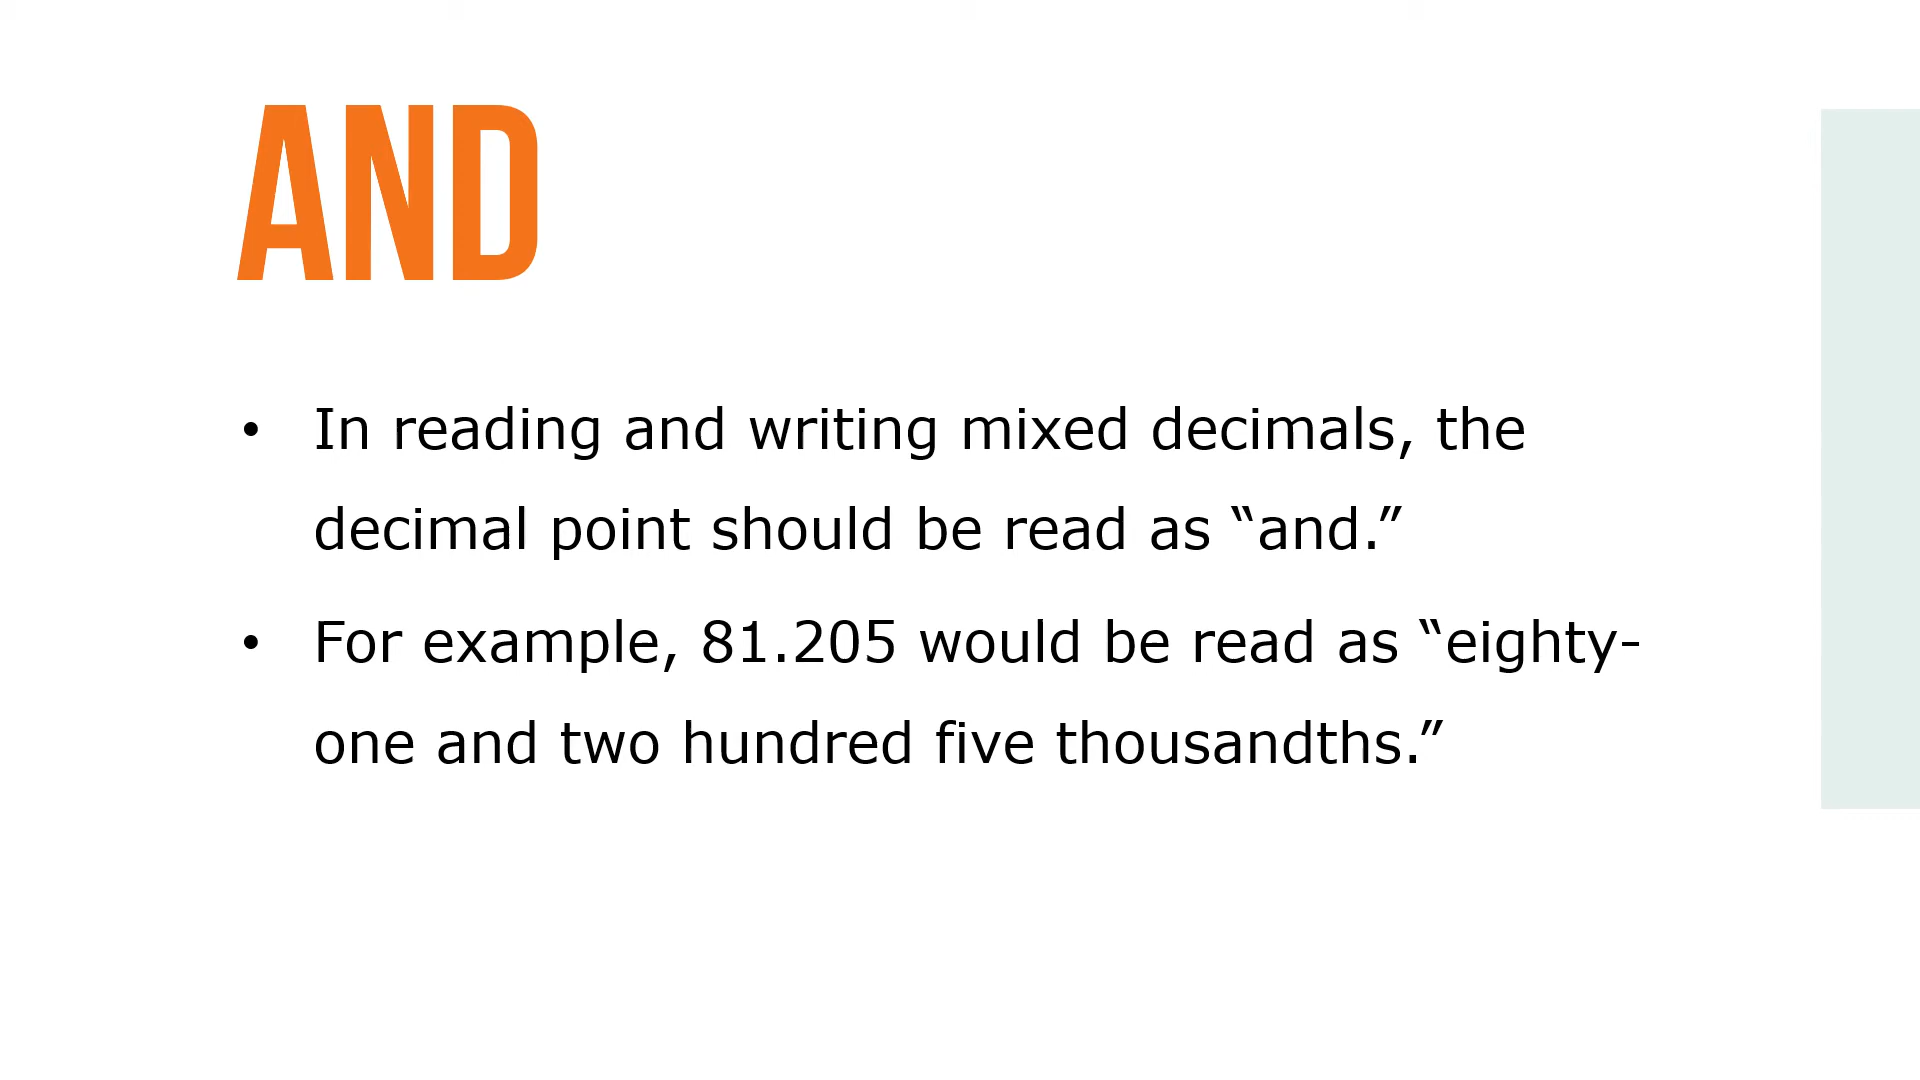 AND
• In reading and writing mixed decimals, the
decimal point should be read as “and.”
• For example, 81.205 would be read as “eighty-
one and two hundred five thousandths.”